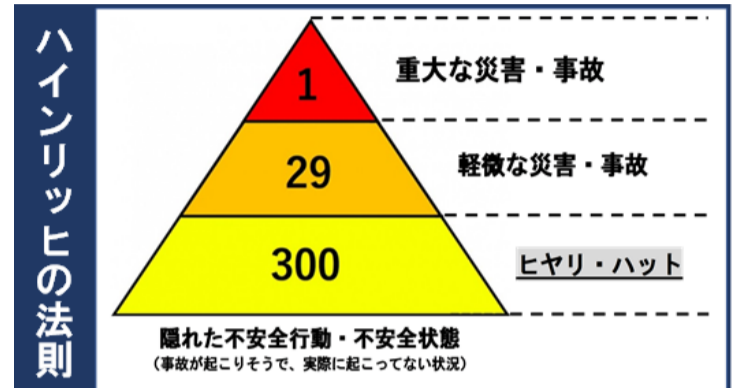 ハインリッヒの法則
1
重大な災害・事故
29
軽微な災害・事故
300
ヒヤリ・ハット
隠れた不安全行動・不安全状態
（事故が起こりそうで、実際に起こってない状況）